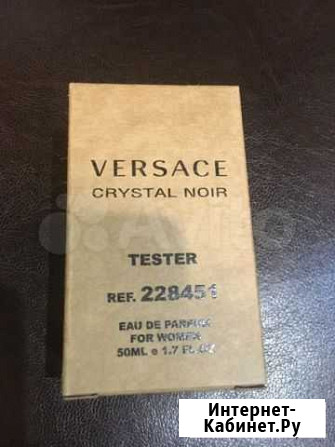 VERSACE
CRYSTAL NOIR
Avito
TESTER
REF. 228451
EAU DE PARFUM
FOR WOMEN
50ML e 1.7 FL.OZ
Интернет-
Кабинет.Ру